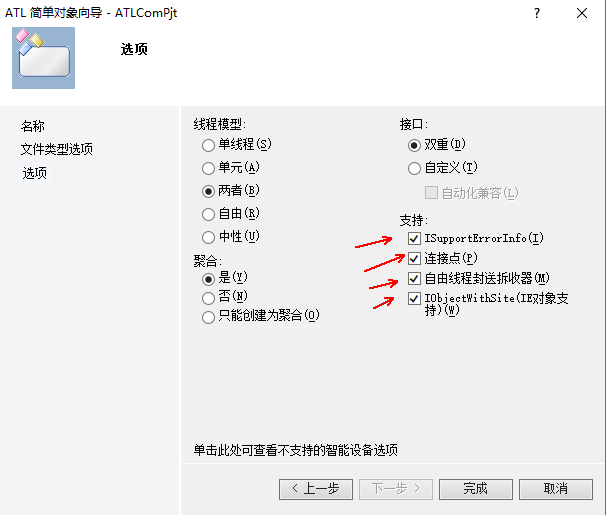 ATL 简单对象向导 - ATLComPjt
?
选项
名称
文件类型选项
选项
线程模型:
单线程(S)
单元(A)
两者(B)
自由(R)
中性(U)
聚合:
是(Y)
否(N)
只能创建为聚合(O)
接口:
双重(D)
自定义(T)
自动化兼容(L)
支持:
ISupportErrorInfo(I)
连接点(P)
自由线程封送拆收器(M)
IObjectWithSite(IE对象支
持)(W)
单击此处可查看不支持的智能设备选项
< 上一步
下一步 >
完成
取消